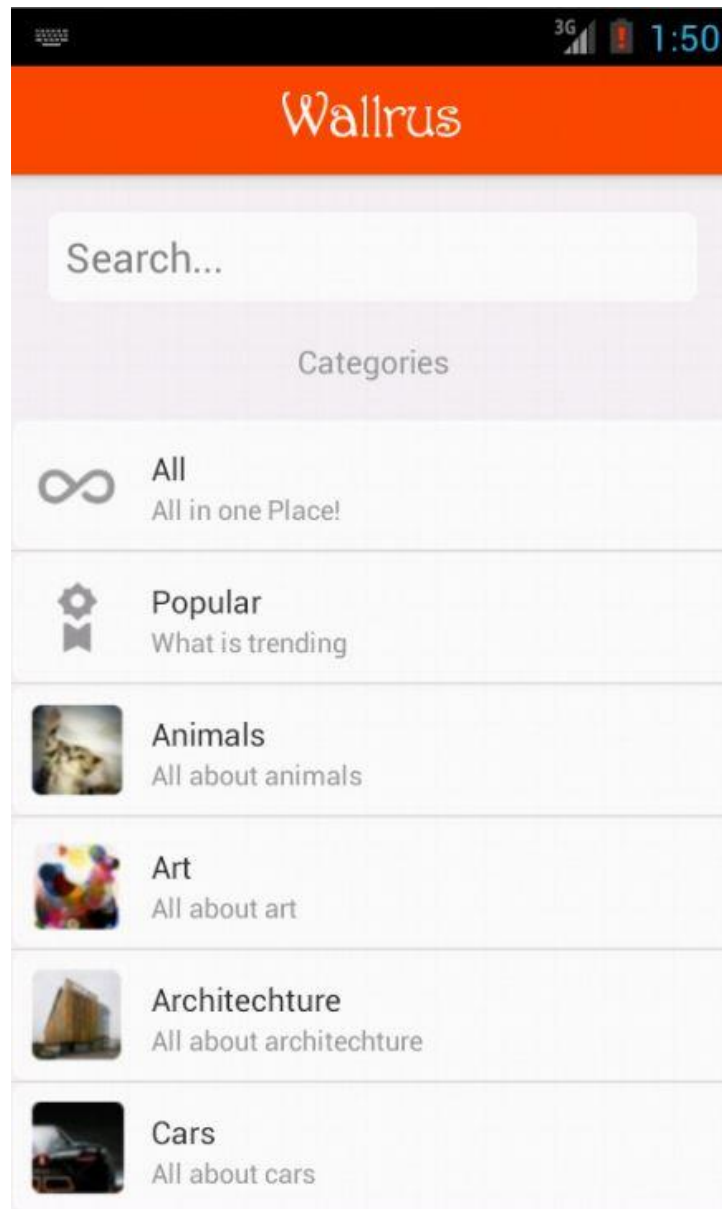 3G 1:50
Wallrus
Search...
Categories
All
All in one Place!
Popular
What is trending
Animals
All about animals
Art
All about art
Architechture
All about architechture
Cars
All about cars